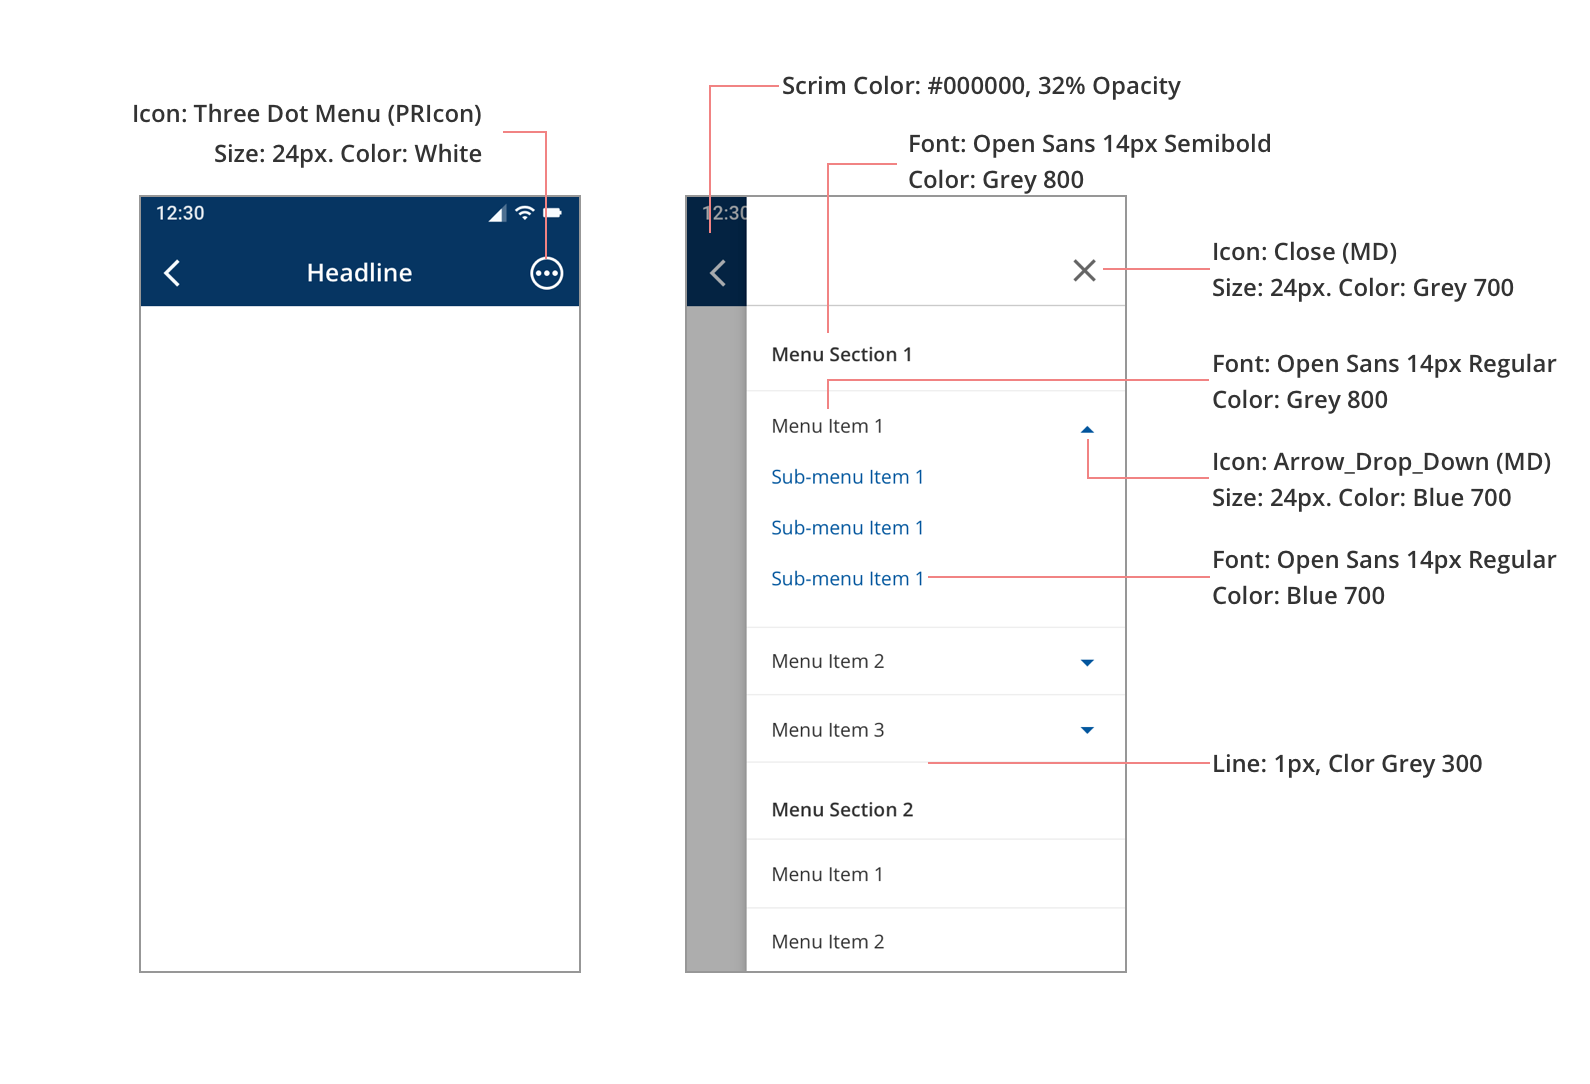 Scrim Color: #000000, 32% Opacity
Icon: Three Dot Menu (PRIcon)
Size: 24px. Color: White
Font: Open Sans 14px Semibold
Color: Grey 800
12:30
Headline
12:30
Icon: Close (MD)
Size: 24px. Color: Grey 700
Menu Section 1
Font: Open Sans 14px Regular
Color: Grey 800
Menu Item 1
Icon: Arrow_Drop_Down (MD)
Size: 24px. Color: Blue 700
Sub-menu Item 1
Sub-menu Item 1
Sub-menu Item 1
Font: Open Sans 14px Regular
Color: Blue 700
Menu Item 2
Menu Item 3
Line: 1px, Clor Grey 300
Menu Section 2
Menu Item 1
Menu Item 2